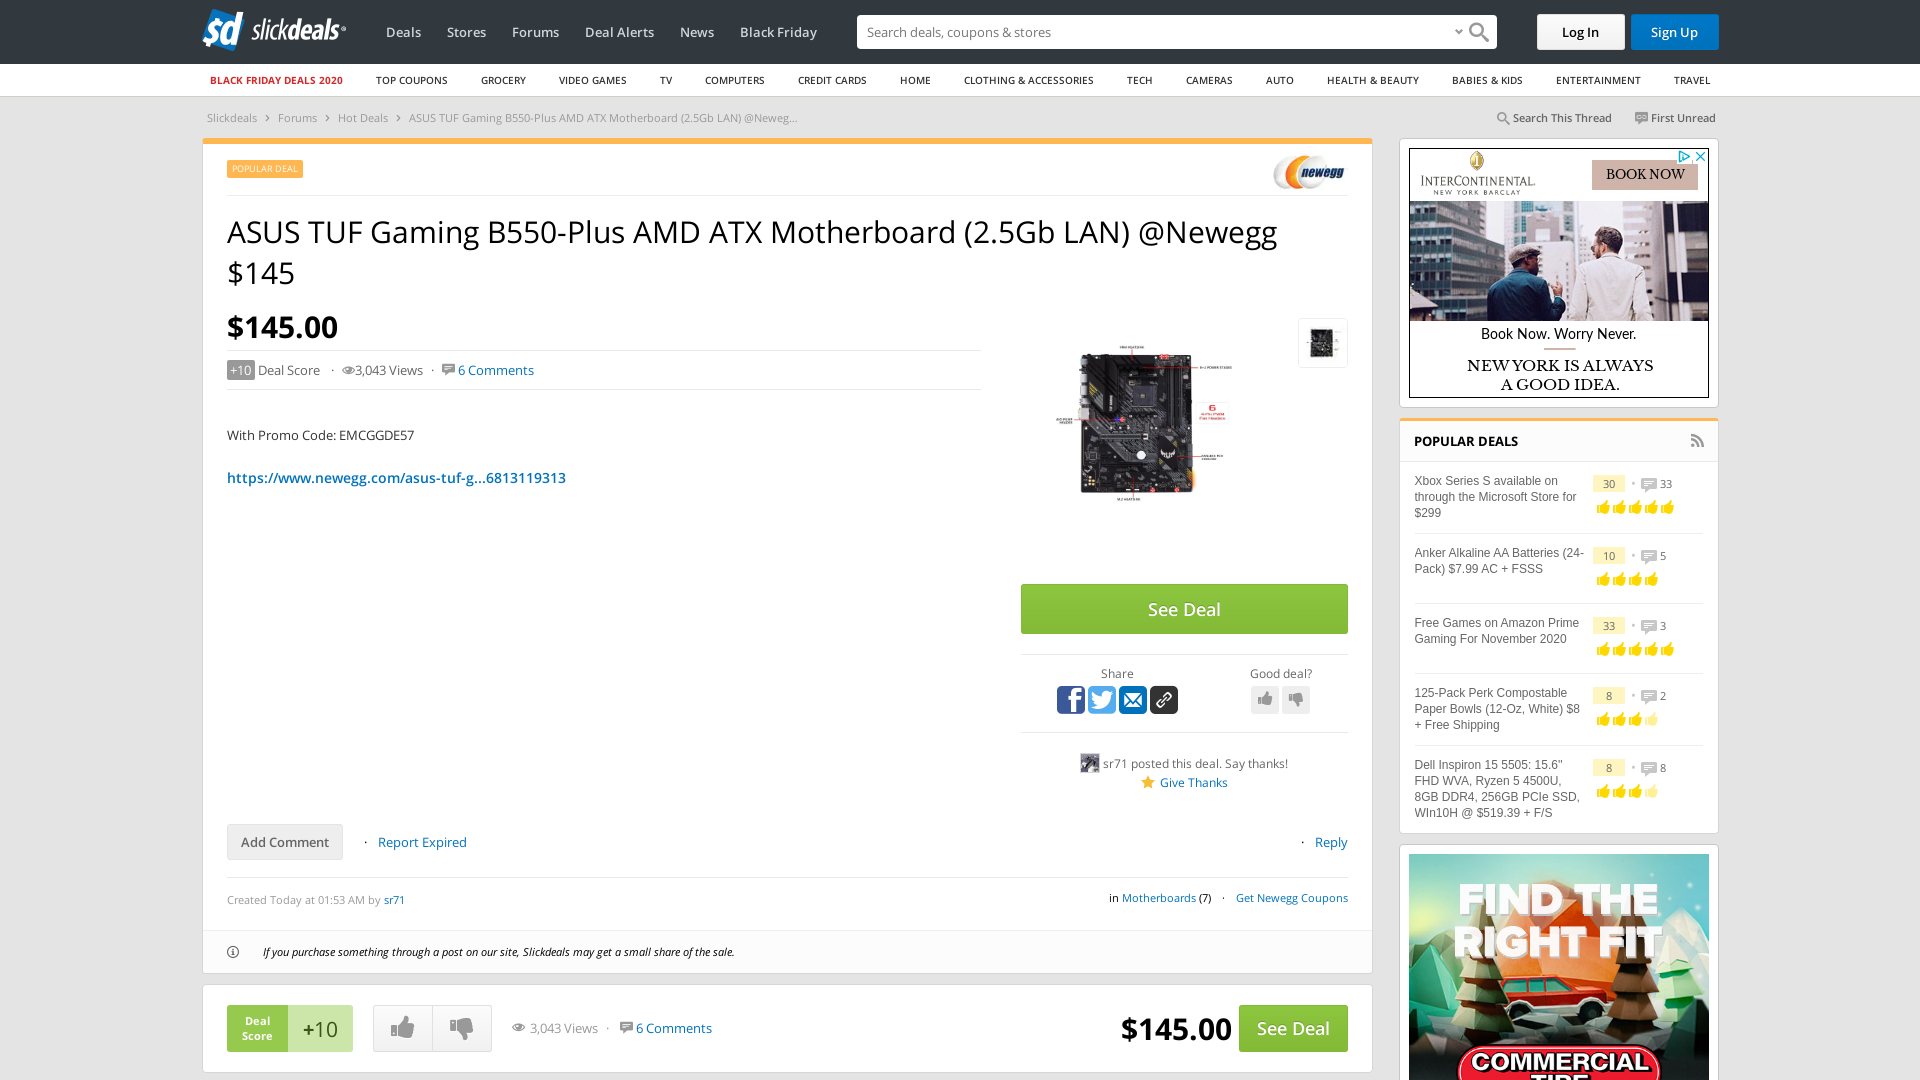 slickdeals
Deals
Stores
Forums
Deal Alerts
News
Black Friday
Search deals, coupons & shopping
Log In
Sign Up
BLACK FRIDAY DEALS 2020
TOP COUPONS
GROCERY
VIDEO GAMES
TV
COMPUTERS
CREDIT CARDS
HOME
CLOTHING & ACCESSORIES
TECH
CAMERAS
AUTO
HEALTH & BEAUTY
BABIES & KIDS
ENTERTAINMENT
TRAVEL
Slickdeals › Forums › Hot Deals › ASUS TUF Gaming B550-Plus AMD ATX Motherboard (2.5Gb LAN) @Neweg...
Search This Thread
First Unread
POPULAR DEAL
newegg
ASUS TUF Gaming B550-Plus AMD ATX Motherboard (2.5Gb LAN) @Newegg
$145
$145.00
+10 Deal Score · 3,043 Views · 6 Comments
With Promo Code: EMCGGDE57
https://www.newegg.com/asus-tuf-g...6813119313
See Deal
Share
Good deal?
sr71 posted this deal. Say thanks!
Give Thanks
Add Comment · Report Expired
· Reply
Created Today at 01:53 AM by sr71
in Motherboards (7) · Get Newegg Coupons
If you purchase something through a post on our site, Slickdeals may get a small share of the sale.
Deal
Score
+10
3,043 Views · 6 Comments
$145.00
See Deal
INTERCONTINENTAL.
NEW YORK BARCLAY
BOOK NOW
Book Now. Worry Never.
NEW YORK IS ALWAYS
A GOOD IDEA.
POPULAR DEALS
Xbox Series S available on
through the Microsoft Store for
$299
30 · 33
Anker Alkaline AA Batteries (24-
Pack) $7.99 AC + FSSS
10 · 5
Free Games on Amazon Prime
Gaming For November 2020
33 · 3
125-Pack Perk Compostable
Paper Bowls (12-Oz, White) $8
+ Free Shipping
8 · 2
Dell Inspiron 15 5505: 15.6"
FHD WVA, Ryzen 5 4500U,
8GB DDR4, 256GB PCIe SSD,
WIn10H @ $519.39 + F/S
8 · 8
FIND THE
RIGHT FIT
COMMERCIAL
TIRE